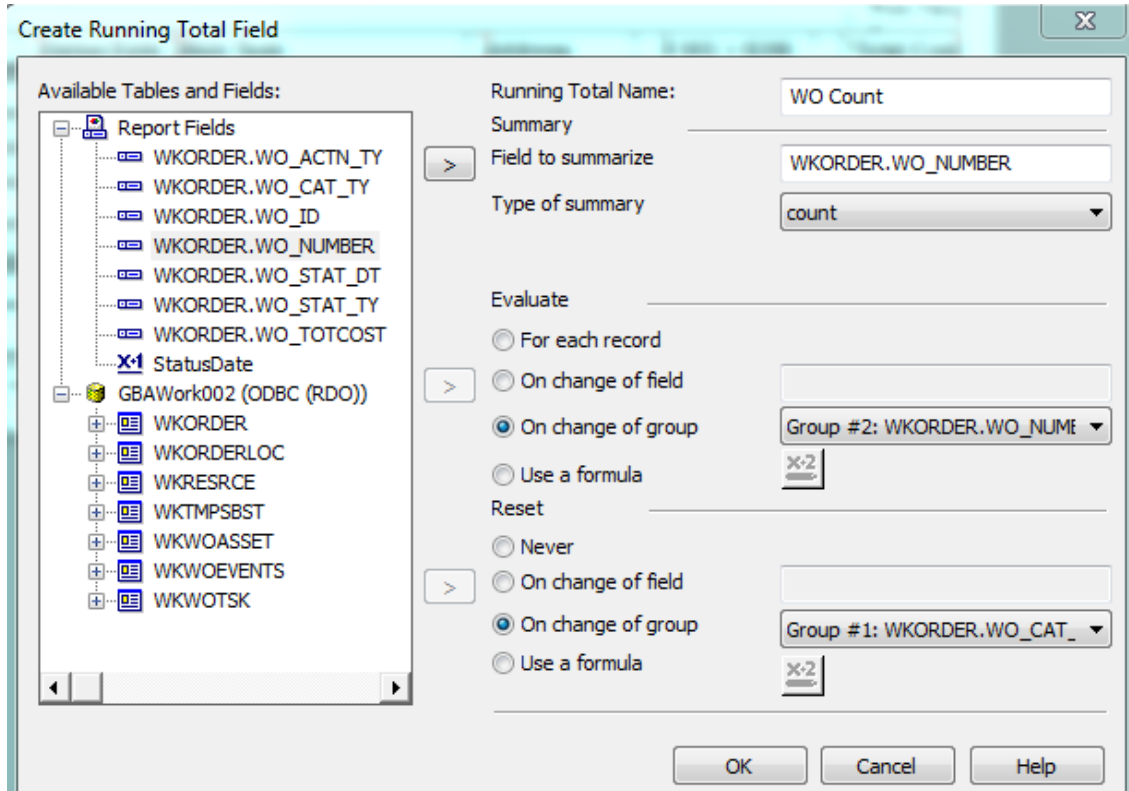 Create Running Total Field
Available Tables and Fields:
Report Fields
WKORDER.WO_ACTN_TY
WKORDER.WO_CAT_TY
WKORDER.WO_ID
WKORDER.WO_NUMBER
WKORDER.WO_STAT_DT
WKORDER.WO_STAT_TY
WKORDER.WO_TOTCOST
StatusDate
GBAWork002 (ODBC (RDO))
WKORDER
WKORDERLOC
WKRESRCE
WKTMPSBST
WKWOASSET
WKWOEVENTS
WKWOTSK
Running Total Name: WO Count
Summary
> Field to summarize WKORDER.WO_NUMBER
Type of summary count
Evaluate
For each record
> On change of field
On change of group Group #2: WKORDER.WO_NUME
Use a formula X+2
Reset
Never
> On change of field
On change of group Group #1: WKORDER.WO_CAT_
Use a formula X+2
OK Cancel Help